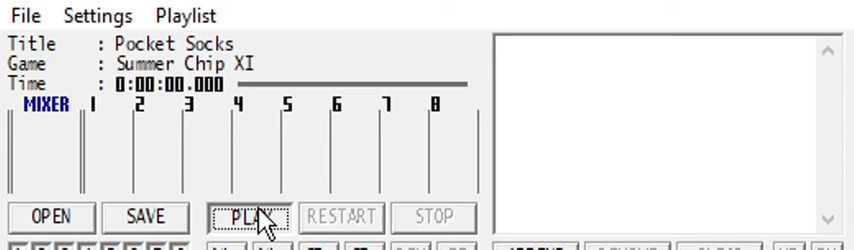 File Settings Playlist
Title : Pocket Socks
Game : Summer Chip XI
Time : 0:00:00.000
MIXER 1 2 3 4 5 6 7 8
OPEN SAVE PLAY RESTART STOP